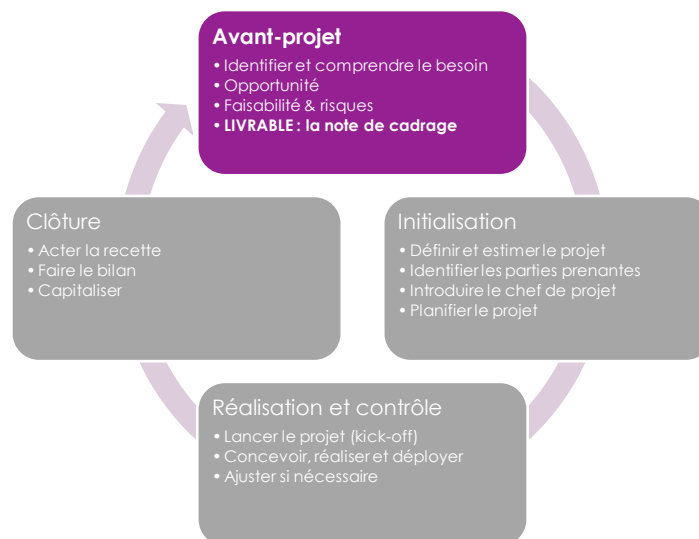 Avant-projet
• Identifier et comprendre le besoin
• Opportunité
• Faisabilité & risques
• LIVRABLE : la note de cadrage
Initialisation
• Définir et estimer le projet
• Identifier les parties prenantes
• Introduire le chef de projet
• Planifier le projet
Réalisation et contrôle
• Lancer le projet (kick-off)
• Concevoir, réaliser et déployer
• Ajuster si nécessaire
Clôture
• Acter la recette
• Faire le bilan
• Capitaliser